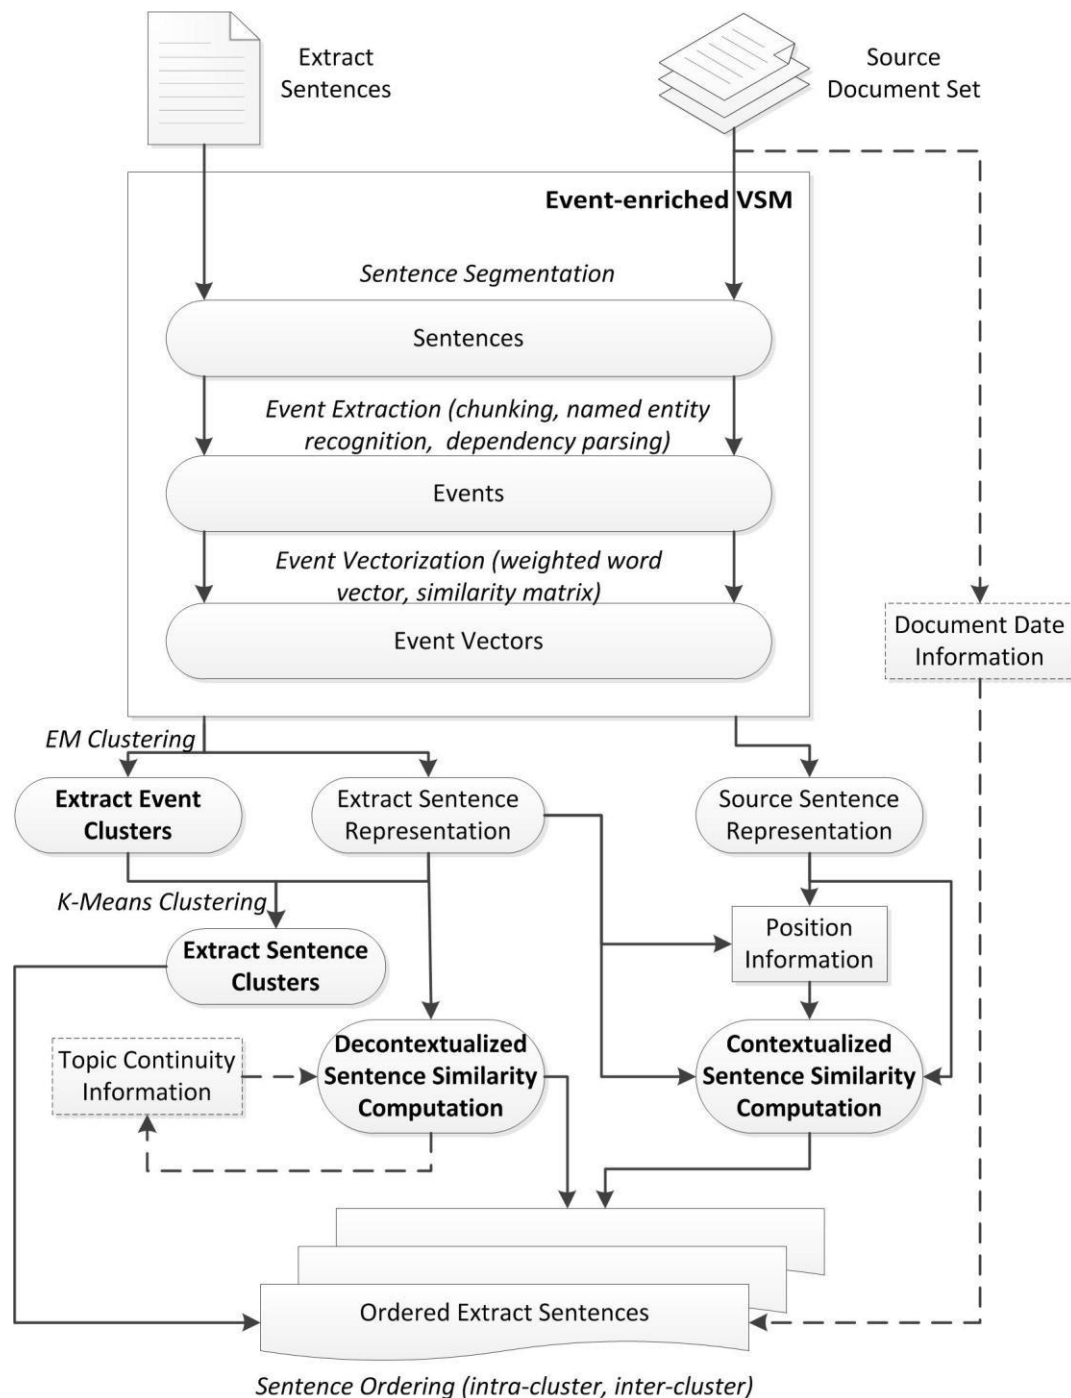 Extract
Sentences
Source
Document Set
Event-enriched VSM
Sentence Segmentation
Sentences
Event Extraction (chunking, named entity
recognition, dependency parsing)
Events
Event Vectorization (weighted word
vector, similarity matrix)
Event Vectors
Document Date
Information
EM Clustering
Extract Event
Clusters
Extract Sentence
Representation
Source Sentence
Representation
K-Means Clustering
Extract Sentence
Clusters
Position
Information
Topic Continuity
Information
Decontextualized
Sentence Similarity
Computation
Contextualized
Sentence Similarity
Computation
Ordered Extract Sentences
Sentence Ordering (intra-cluster, inter-cluster)